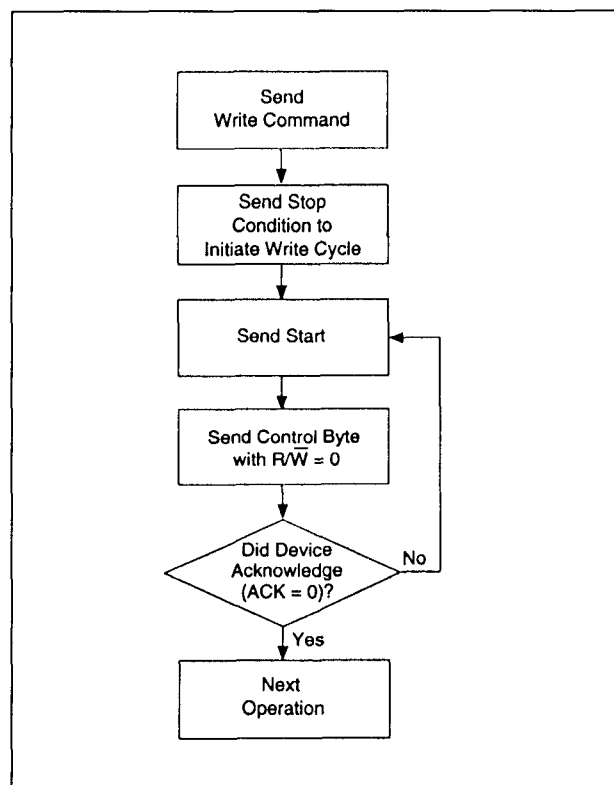 Send
Write Command
Send Stop
Condition to
Initiate Write Cycle
Send Start
Send Control Byte
with R/W̅ = 0
Did Device
Acknowledge
(ACK = 0)?
No
Yes
Next
Operation